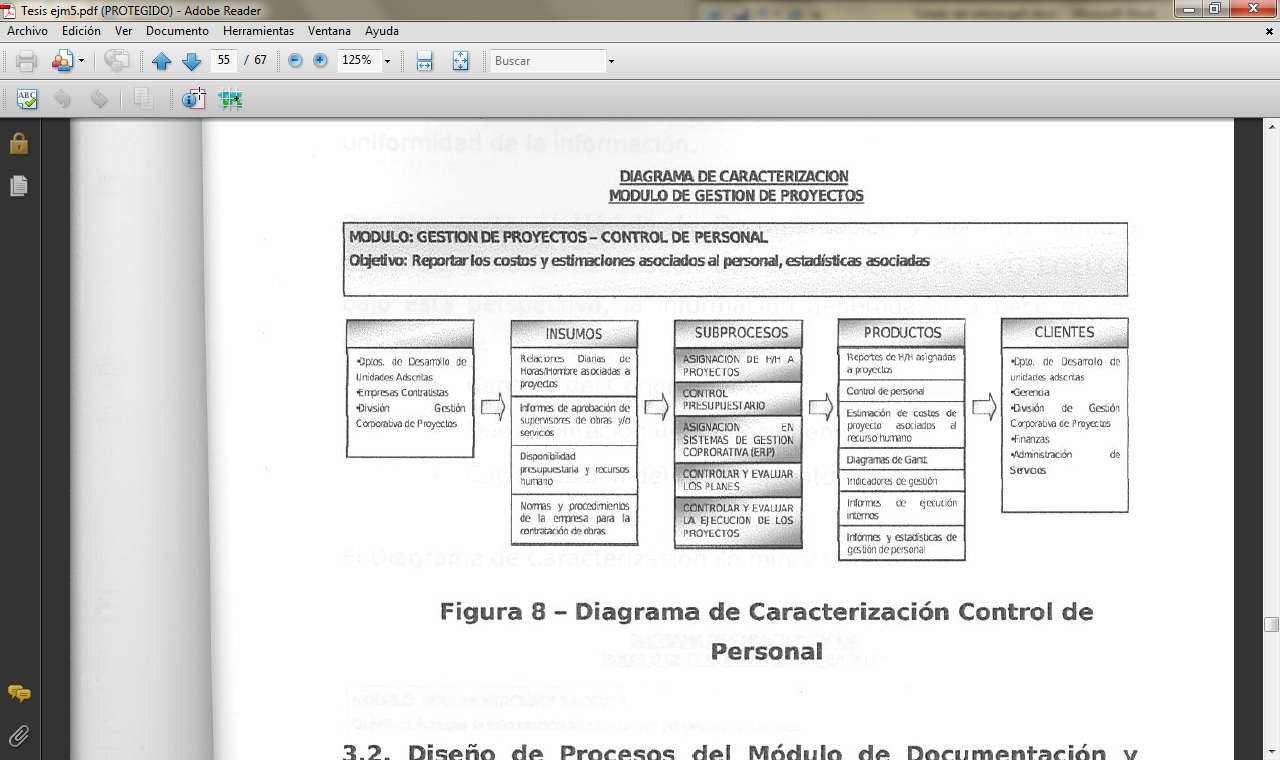 Tesis ejm5.pdf (PROTEGIDO) - Adobe Reader
Archivo Edición Ver Documento Herramientas Ventana Ayuda
55 / 67 125% Buscar
uniformidad de la información.
DIAGRAMA DE CARACTERIZACION
MODULO DE GESTION DE PROYECTOS
MODULO: GESTION DE PROYECTOS – CONTROL DE PERSONAL
Objetivo: Reportar los costos y estimaciones asociados al personal, estadísticas asociadas
•Dptos. de Desarrollo de
Unidades Adscritas
•Empresas Contratistas
•División Gestión
Corporativa de Proyectos
INSUMOS
Relaciones Diarias de
Horas/Hombre asociadas a
proyectos
Informes de aprobación de
supervisores de obras y/o
servicios
Disponibilidad
presupuestaria y recursos
humano
Normas y procedimientos
de la empresa para la
contratación de obras
SUBPROCESOS
ASIGNACION DE H/H A
PROYECTOS
CONTROL
PRESUPUESTARIO
ASIGNACION EN
SISTEMAS DE GESTION
COPRORATIVA (ERP)
CONTROLAR Y EVALUAR
LOS PLANES
CONTROLAR Y EVALUAR
LA EJECUCION DE LOS
PROYECTOS
PRODUCTOS
Reportes de H/H asignadas
a proyectos
Control de personal
Estimación de costos de
proyecto asociados al
recurso humano
Diagramas de Gantt
Indicadores de gestión
Informes de ejecución
internos
Informes y estadísticas de
gestión de personal
CLIENTES
•Dpto. de Desarrollo de
unidades adscritas
•Gerencia
•División de Gestión
Corporativa de Proyectos
•Finanzas
•Administración de
Servicios
El Diagrama de Caracterización se
Figura 8 – Diagrama de Caracterización Control de
Personal
3.2. Diseño de Procesos del Módulo de Documentación y